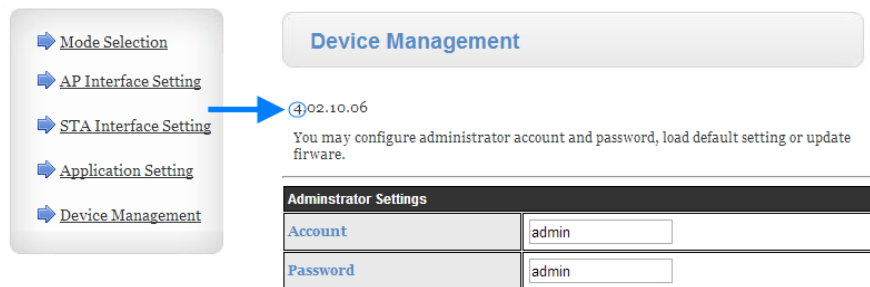 Mode Selection
AP Interface Setting
STA Interface Setting
Application Setting
Device Management
Device Management
402.10.06
You may configure administrator account and password, load default setting or update
firware.
Adminstrator Settings
Account admin
Password admin